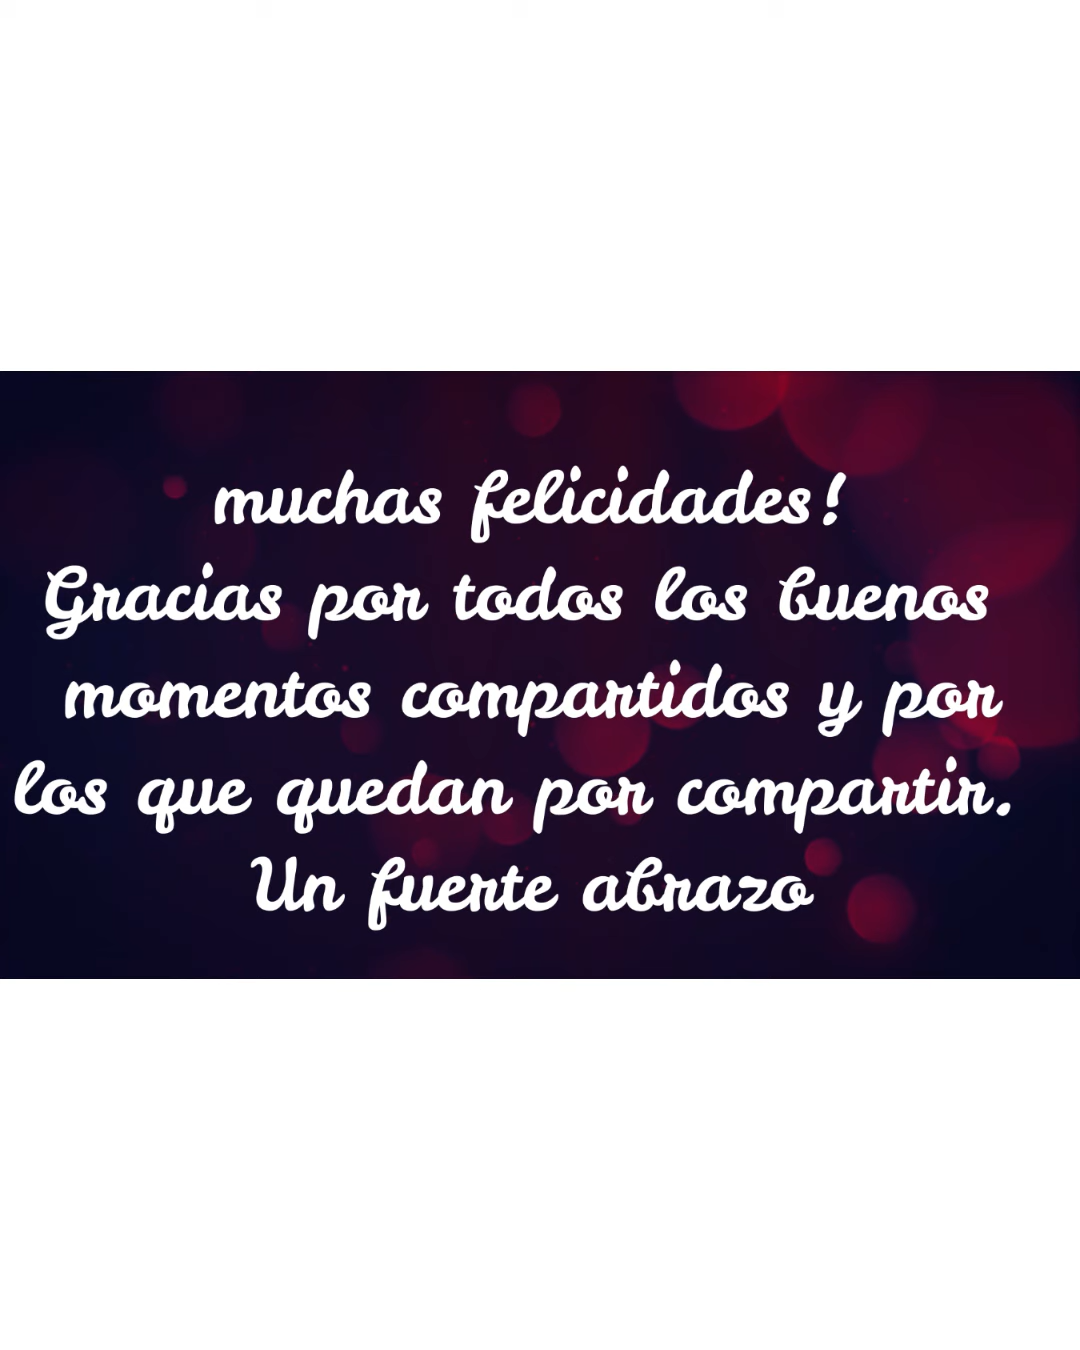 muchas felicidades!
Gracias por todos los buenos
momentos compartidos y por
los que quedan por compartir.
Un fuerte abrazo